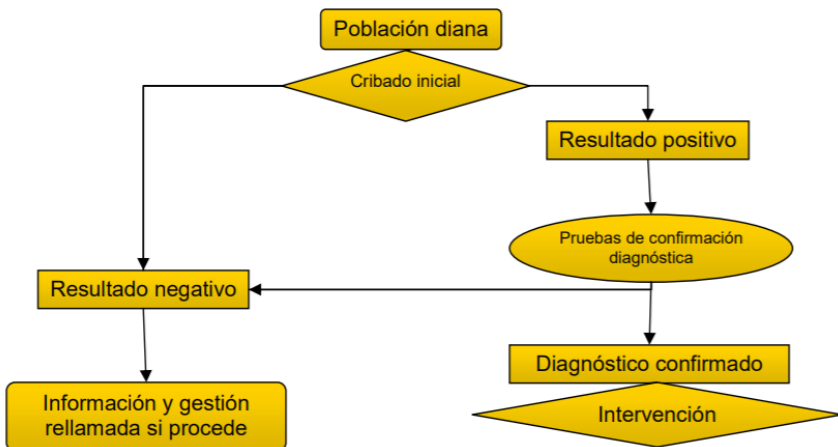 Población diana
Cribado inicial
Resultado positivo
Pruebas de confirmación
diagnóstica
Resultado negativo
Diagnóstico confirmado
Información y gestión
rellamada si procede
Intervención